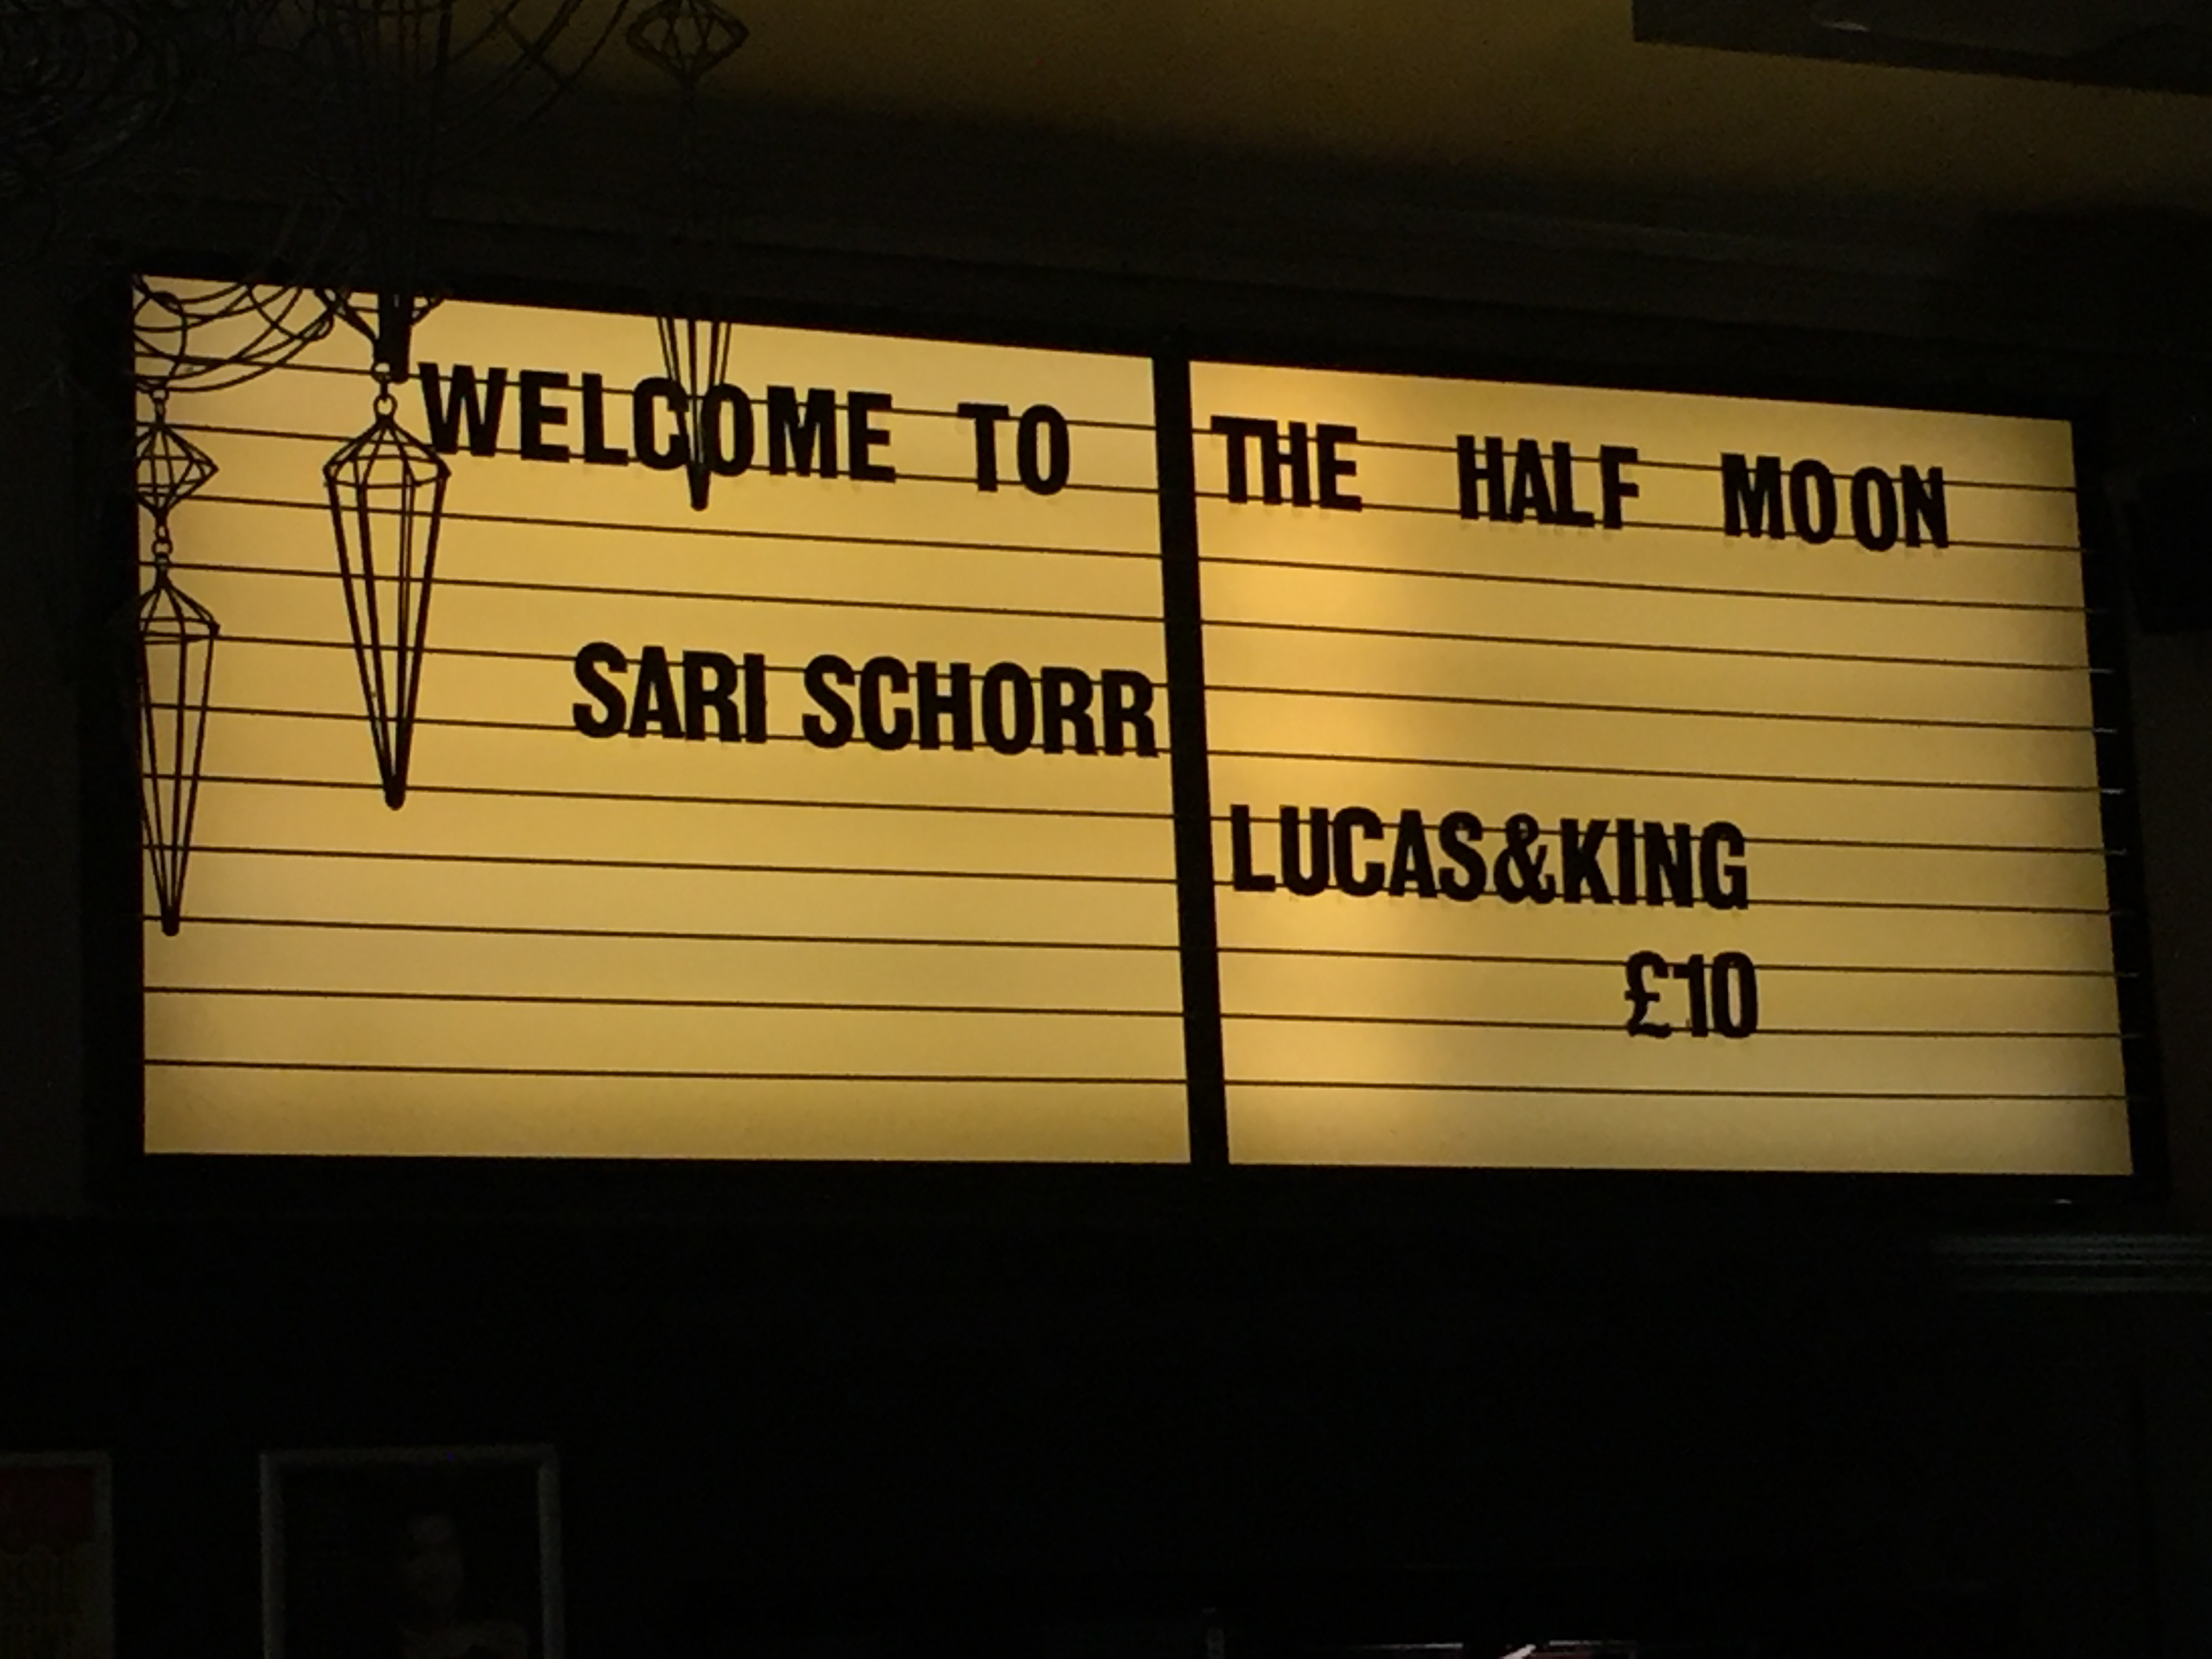 WELCOME TO THE HALF MOON
SARI SCHORR
LUCAS&KING
£10